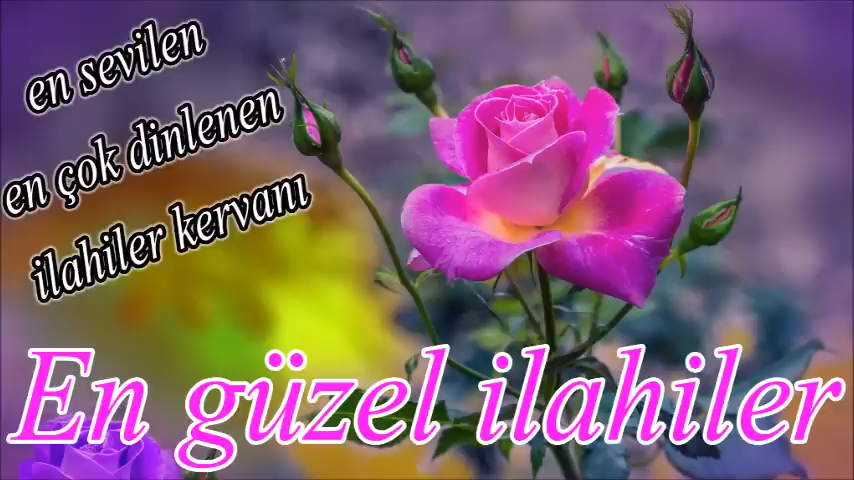 en sevilen
en çok dinlenen
ilahiler kervanı
En güzel ilahiler